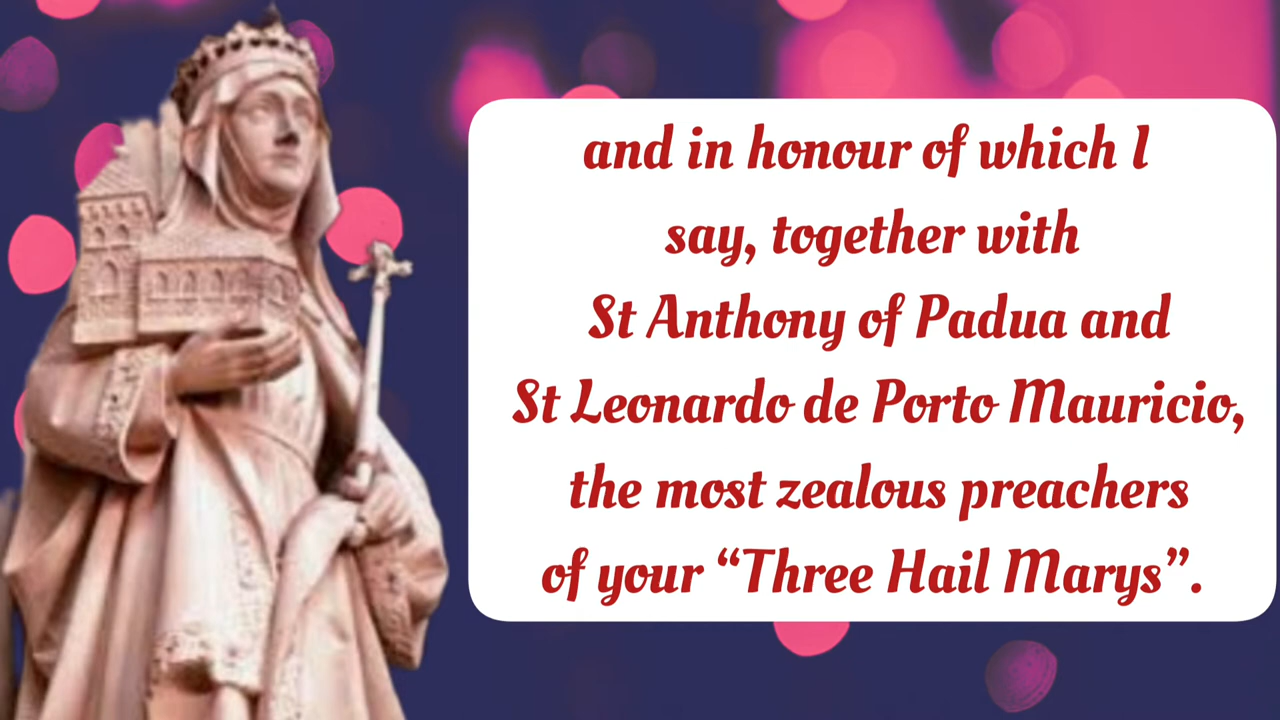 and in honour of which I
say, together with
St Anthony of Padua and
St Leonardo de Porto Mauricio,
the most zealous preachers
of your “Three Hail Marys”.